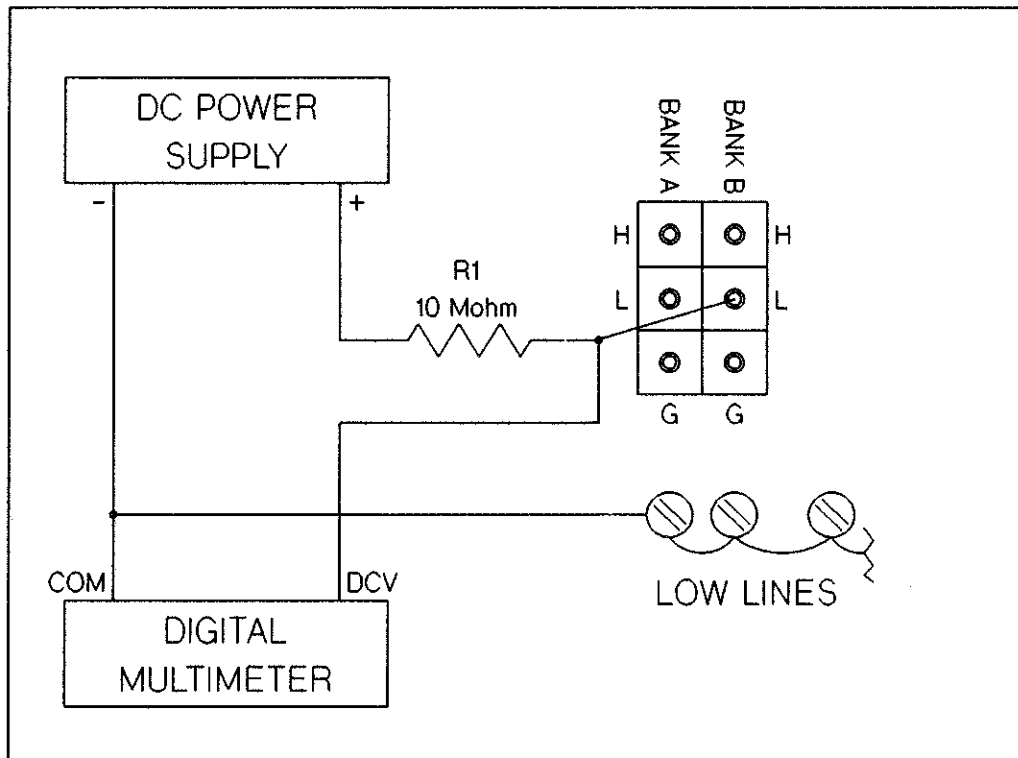 DC POWER
SUPPLY
-
+
BANK A
BANK B
H
H
R1
10 Mohm
L
L
G
G
COM
DCV
LOW LINES
DIGITAL
MULTIMETER